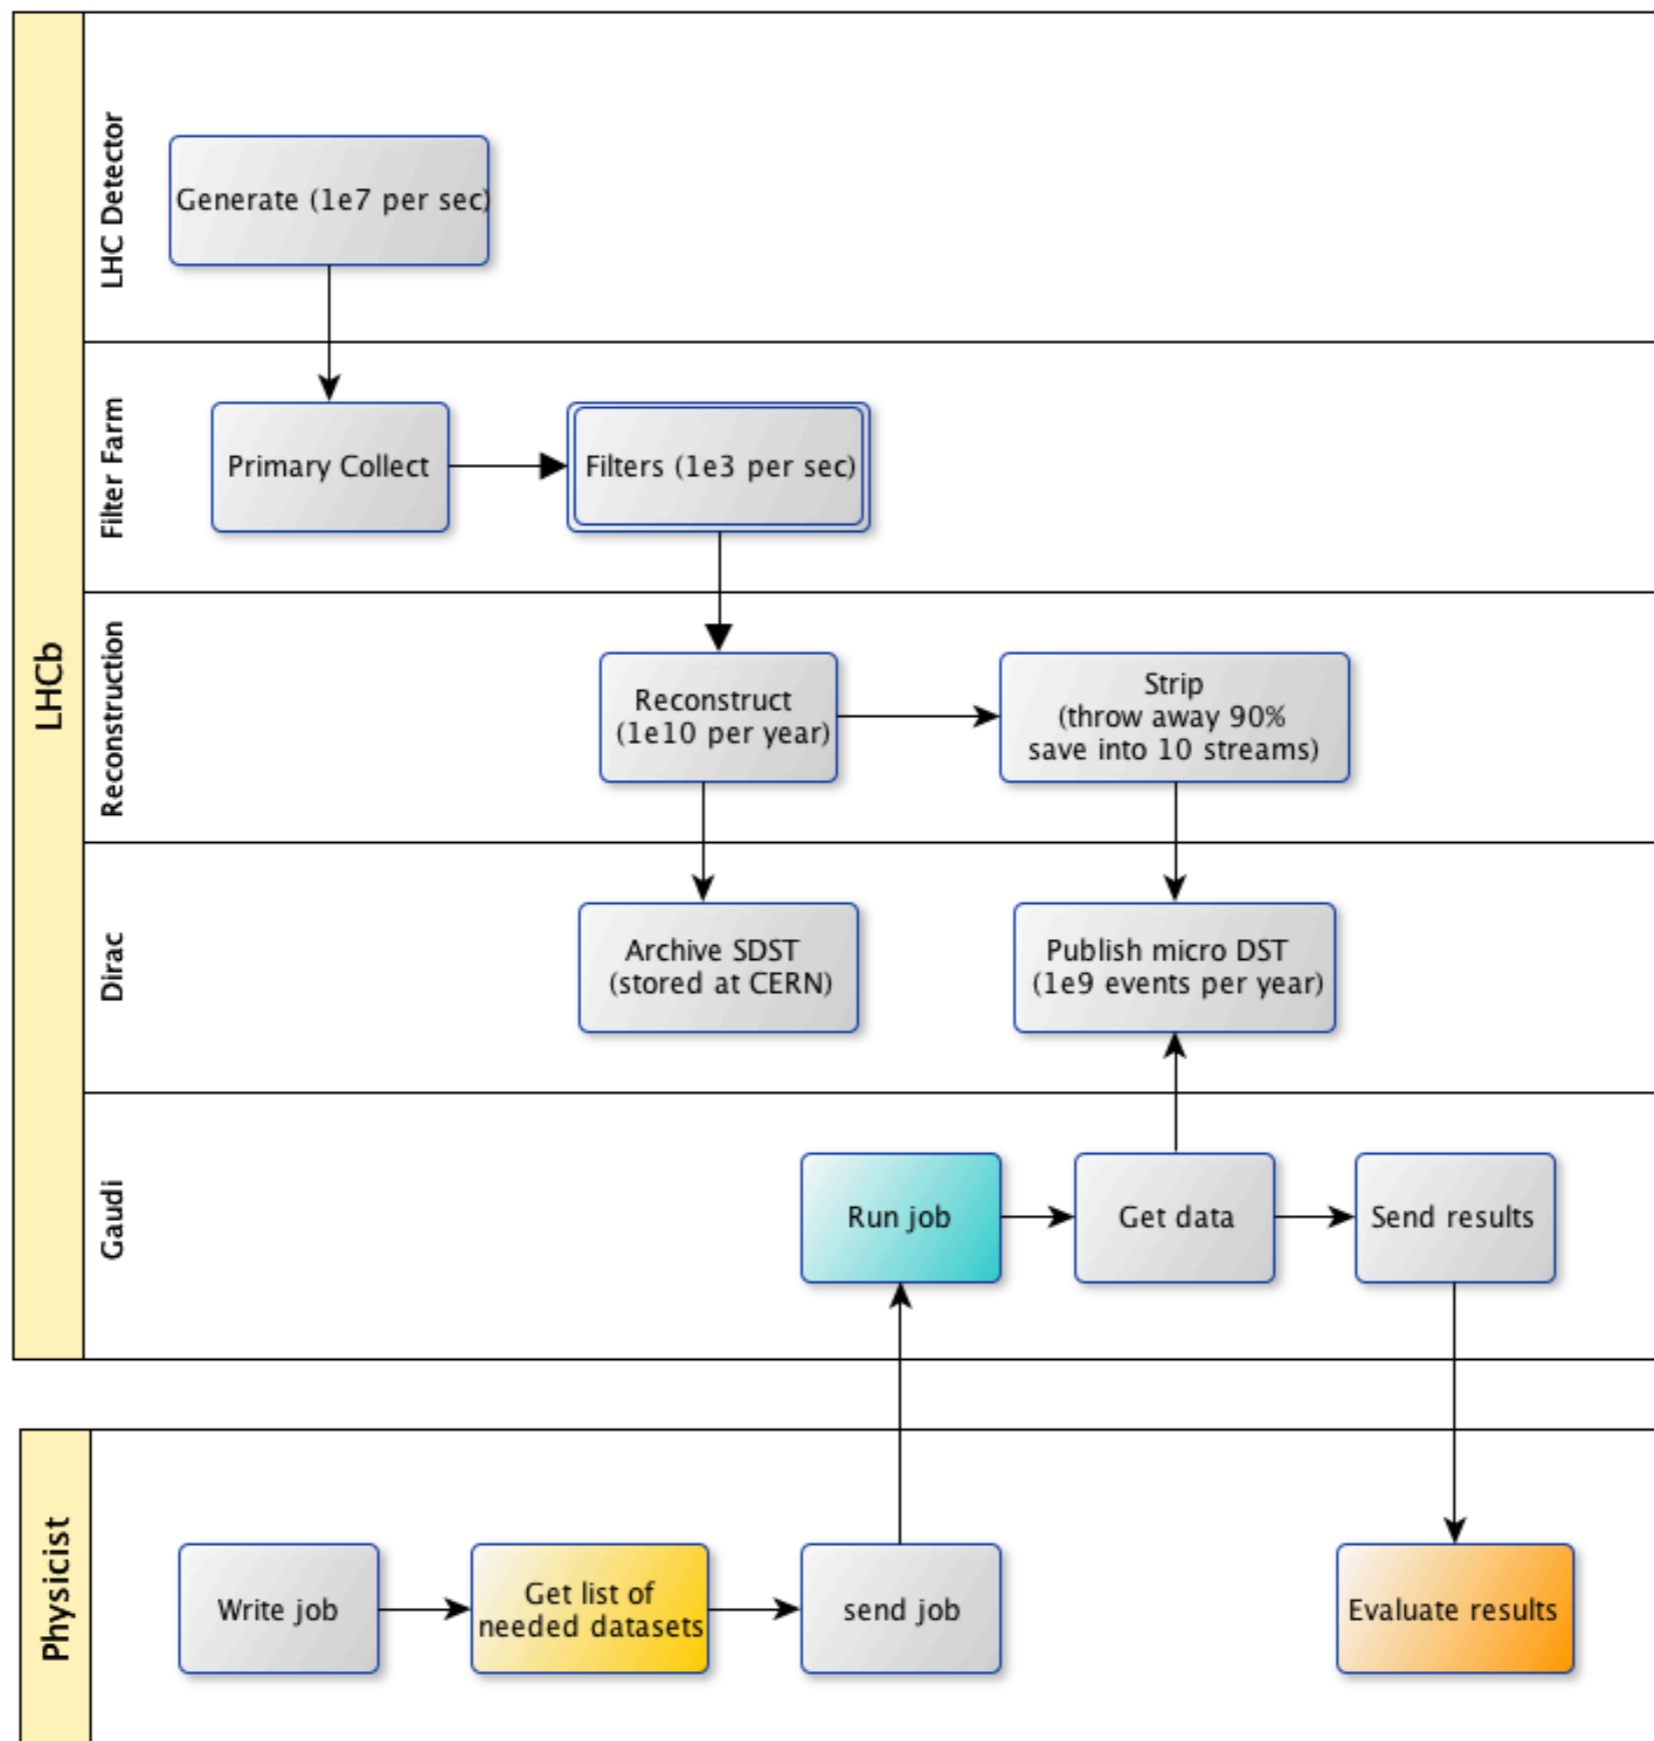 LHCb
LHC Detector
Generate (1e7 per sec)
Filter Farm
Primary Collect
Filters (1e3 per sec)
Reconstruction
Reconstruct
(1e10 per year)
Strip
(throw away 90%
save into 10 streams)
Dirac
Archive SDST
(stored at CERN)
Publish micro DST
(1e9 events per year)
Gaudi
Run job
Get data
Send results
Physicist
Write job
Get list of
needed datasets
send job
Evaluate results